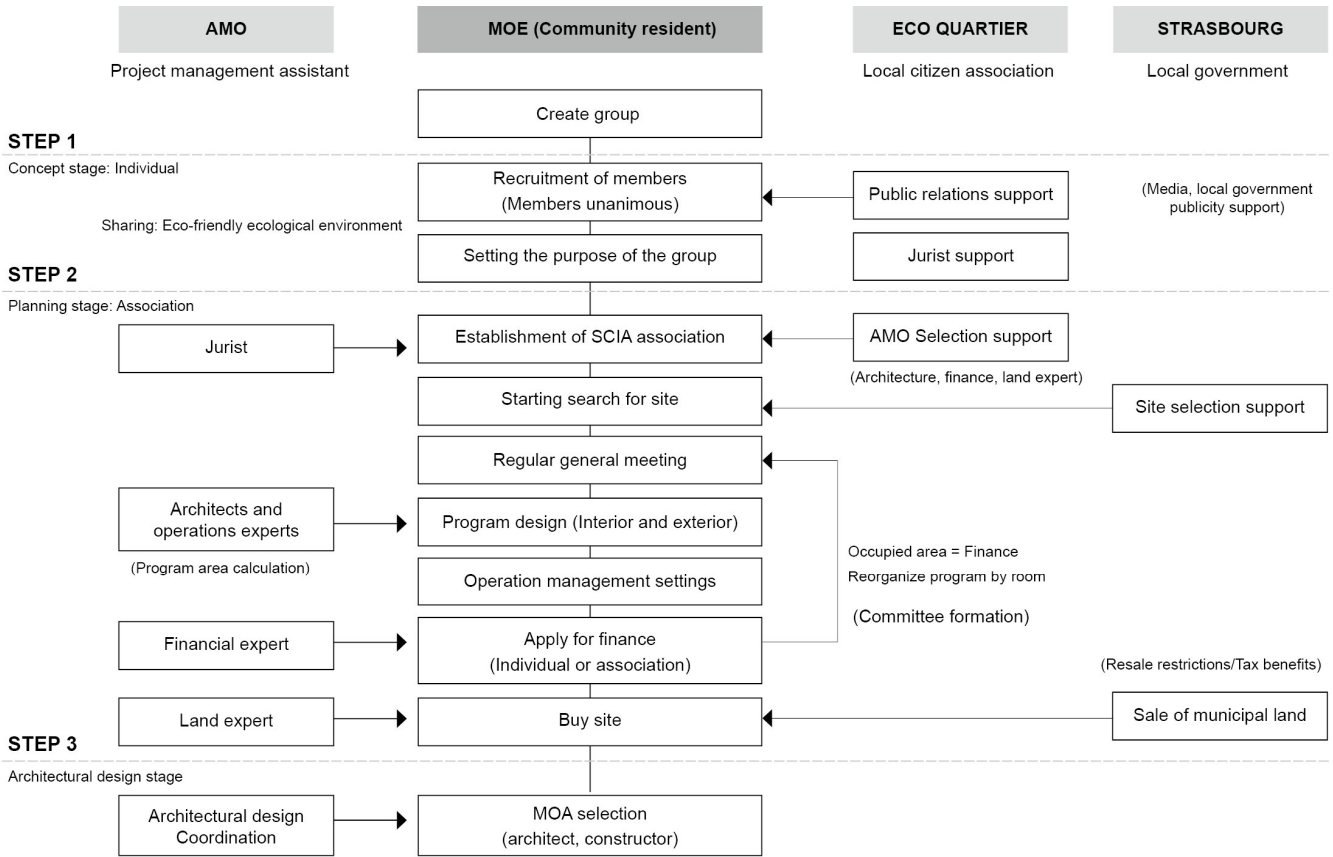 AMO
MOE (Community resident)
ECO QUARTIER
STRASBOURG
Project management assistant
Local citizen association
Local government
Create group
STEP 1
Concept stage: Individual
Recruitment of members
(Members unanimous)
Public relations support
(Media, local government
publicity support)
Sharing: Eco-friendly ecological environment
Setting the purpose of the group
Jurist support
STEP 2
Planning stage: Association
Jurist
Establishment of SCIA association
AMO Selection support
(Architecture, finance, land expert)
Starting search for site
Site selection support
Regular general meeting
Architects and
operations experts
(Program area calculation)
Program design (Interior and exterior)
Occupied area = Finance
Reorganize program by room
(Committee formation)
Operation management settings
Financial expert
Apply for finance
(Individual or association)
(Resale restrictions/Tax benefits)
Land expert
Buy site
Sale of municipal land
STEP 3
Architectural design stage
Architectural design
Coordination
MOA selection
(architect, constructor)